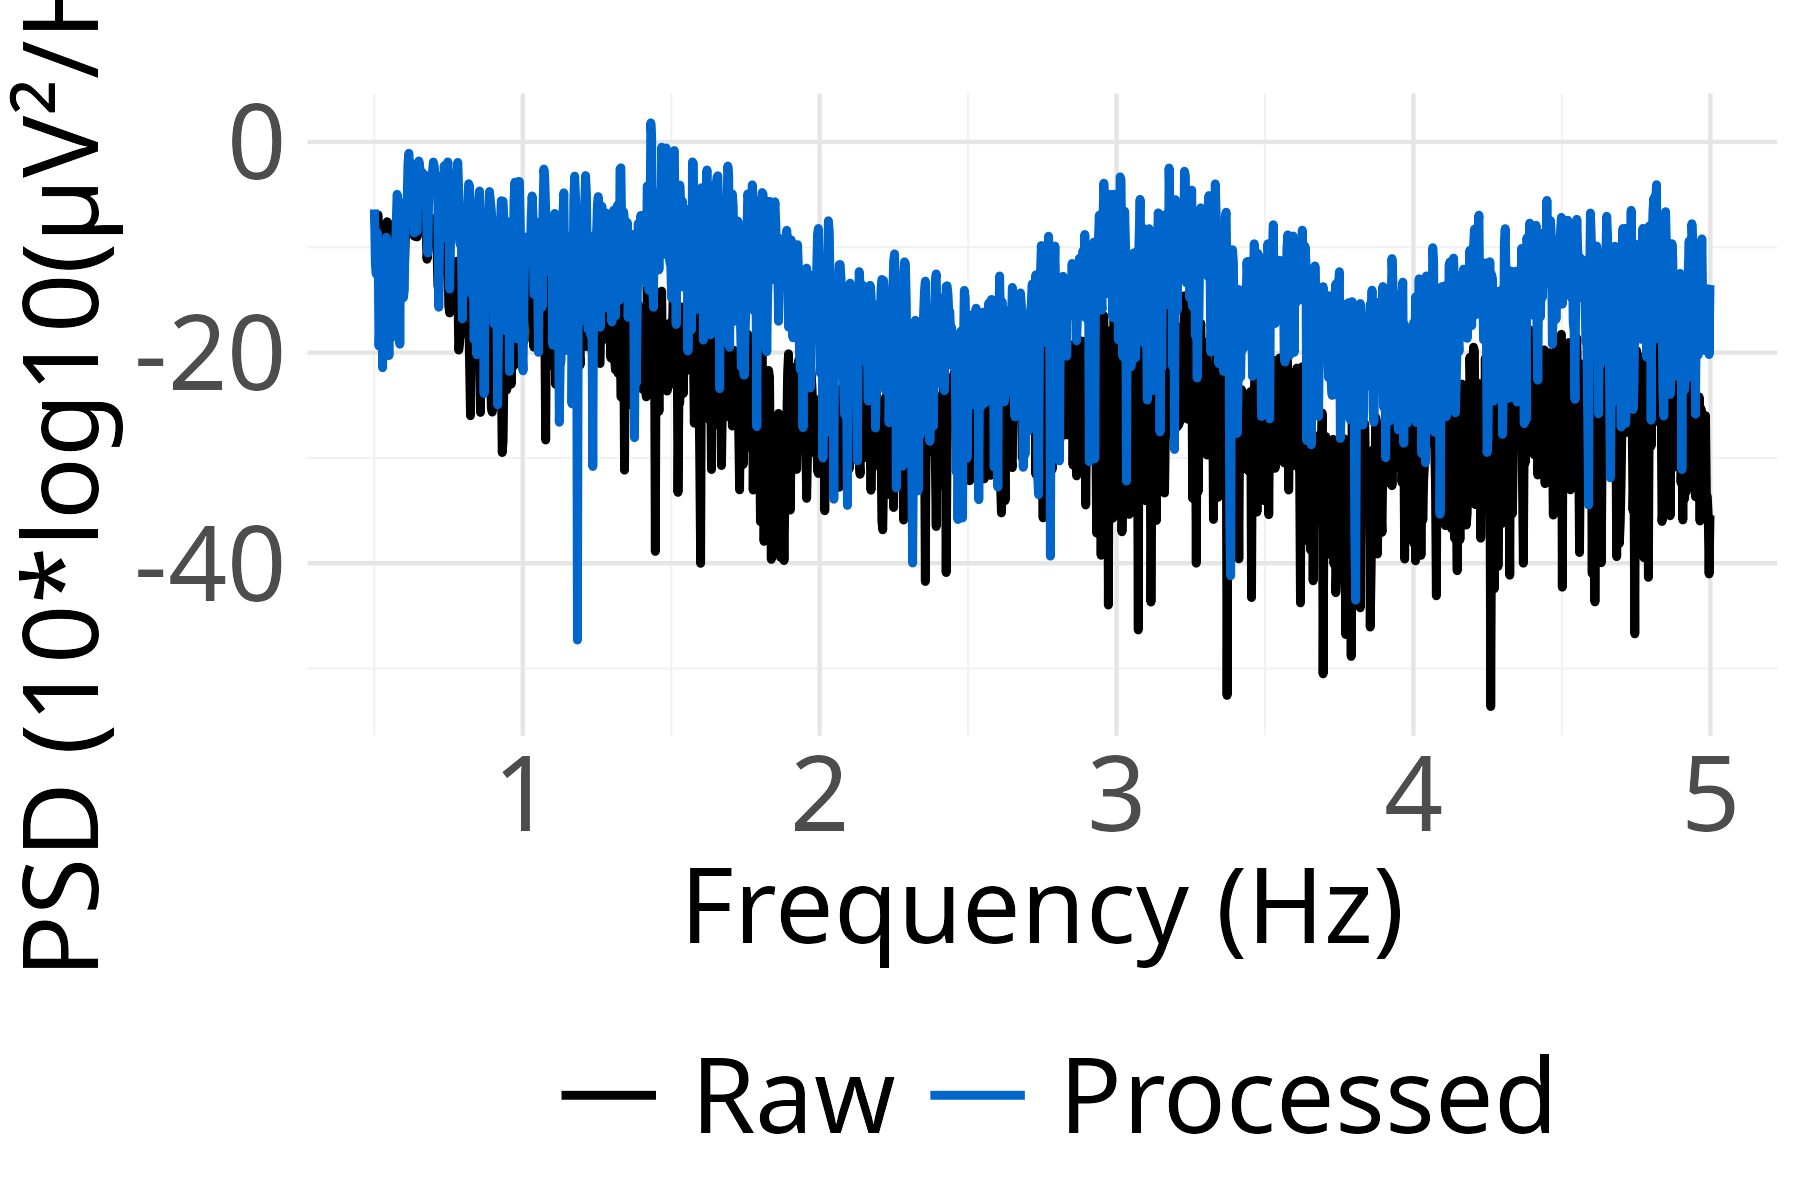 PSD (10*log10(µV²/H
0
-20
-40
1 2 3 4 5
Frequency (Hz)
Raw Processed